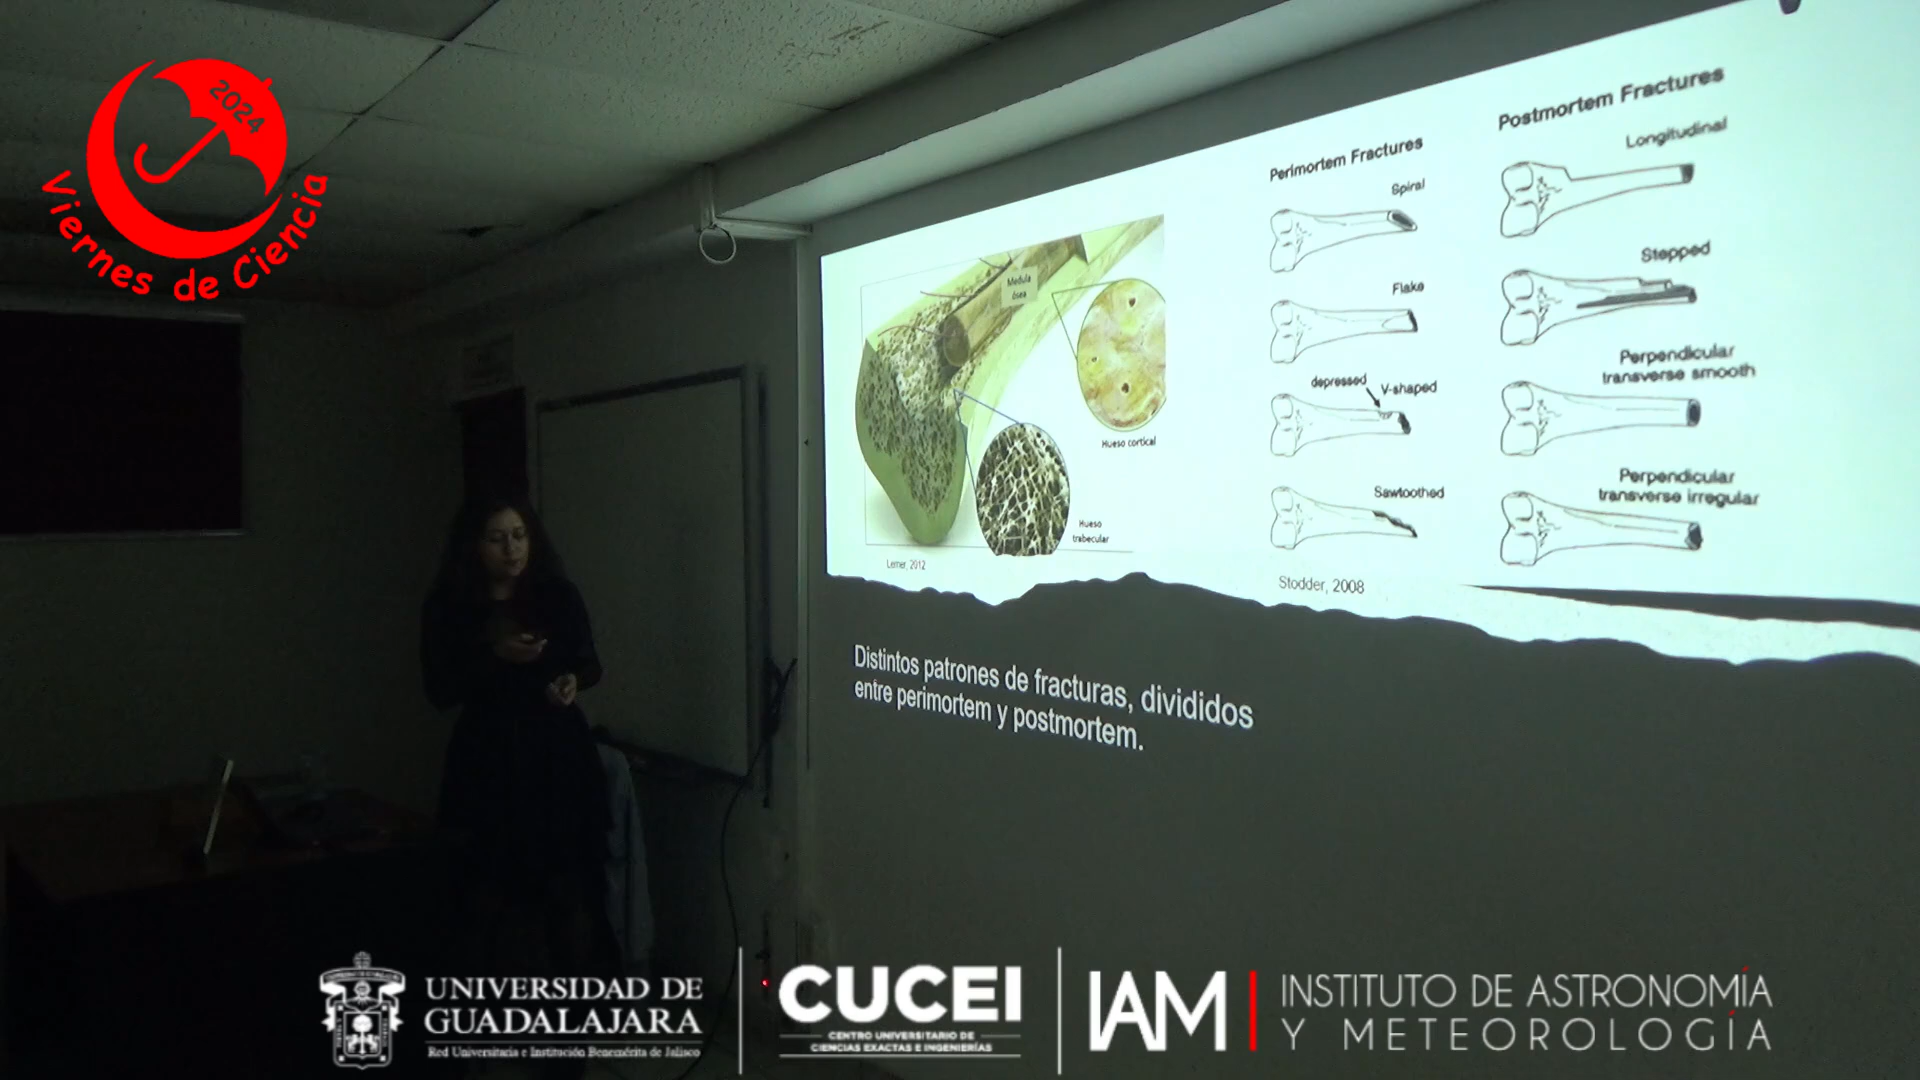 2024
Viernes de Ciencia
Medula
ósea
Hueso cortical
Hueso
trabecular
Lerner, 2012
Perimortem Fractures
Spiral
Flake
depressed
V-shaped
Sawtoothed
Stodder, 2008
Postmortem Fractures
Longitudinal
Stepped
Perpendicular
transverse smooth
Perpendicular
transverse irregular
Distintos patrones de fracturas, divididos
entre perimortem y postmortem.
UNIVERSIDAD DE
GUADALAJARA
Red Universitaria e Institución Benemérita de Jalisco
CUCEI
CENTRO UNIVERSITARIO DE
CIENCIAS EXACTAS E INGENIERÍAS
IAM
INSTITUTO DE ASTRONOMÍA
Y METEOROLOGÍA